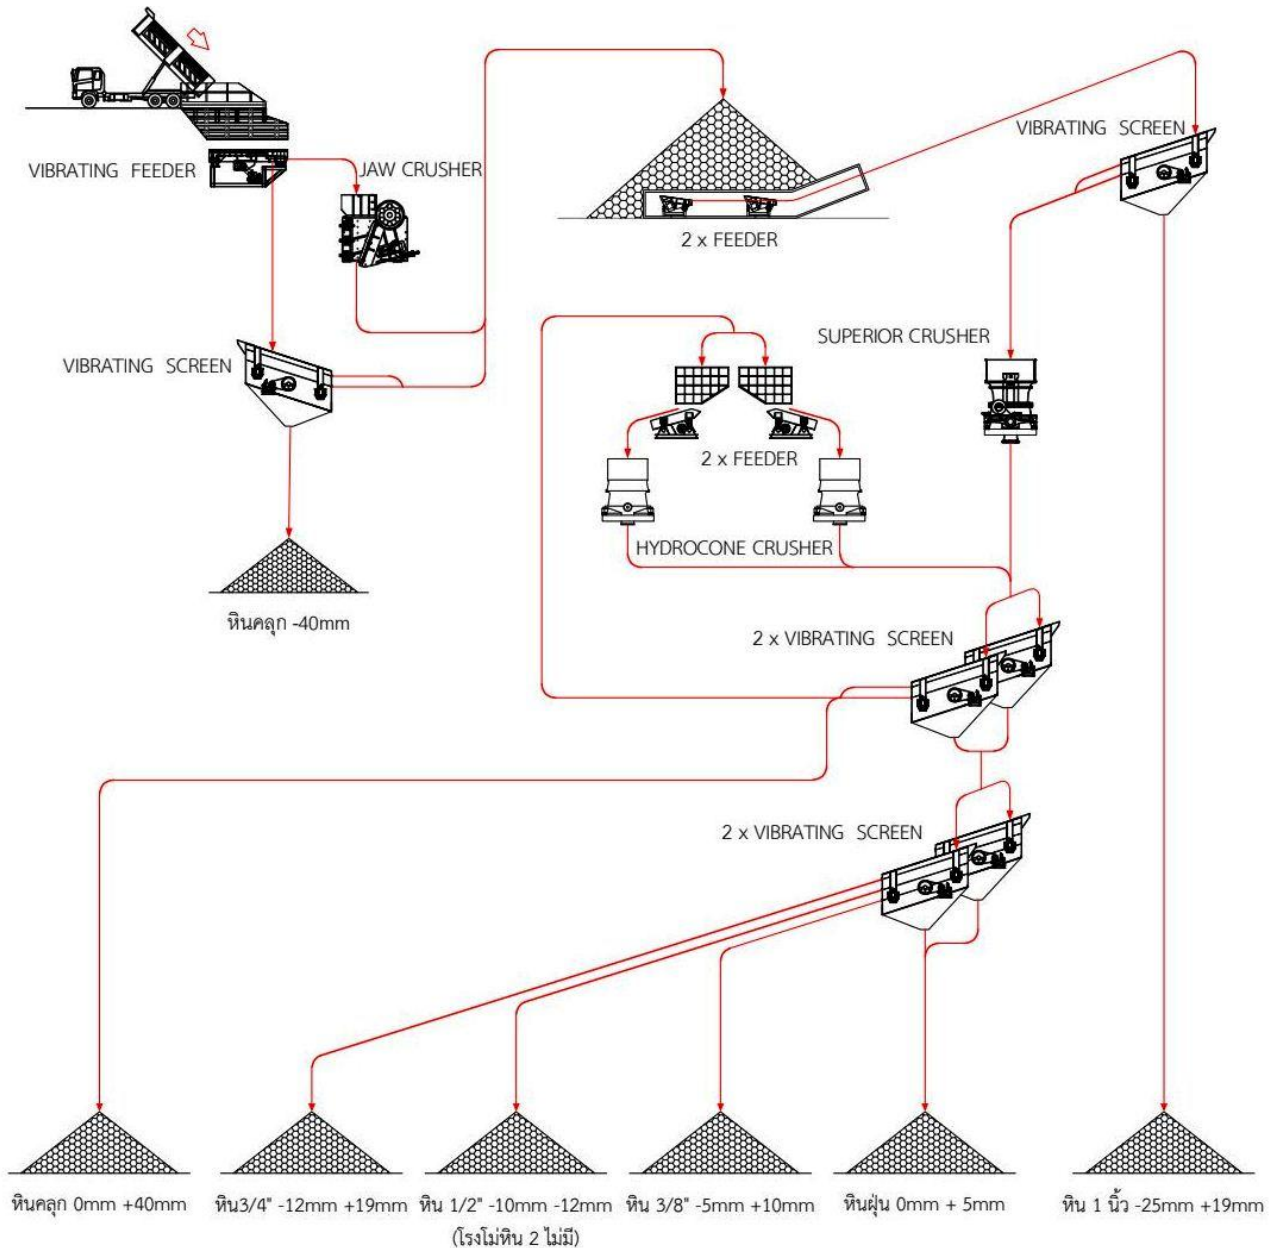 VIBRATING SCREEN
VIBRATING FEEDER
JAW CRUSHER
2 x FEEDER
SUPERIOR CRUSHER
VIBRATING SCREEN
2 x FEEDER
HYDROCONE CRUSHER
หินคลุก -40mm
2 x VIBRATING SCREEN
2 x VIBRATING SCREEN
หินคลุก 0mm +40mm
หิน3/4" -12mm +19mm
หิน 1/2" -10mm -12mm
(โรงโม่หิน 2 ไม่มี)
หิน 3/8" -5mm +10mm
หินฝุ่น 0mm + 5mm
หิน 1 นิ้ว -25mm +19mm